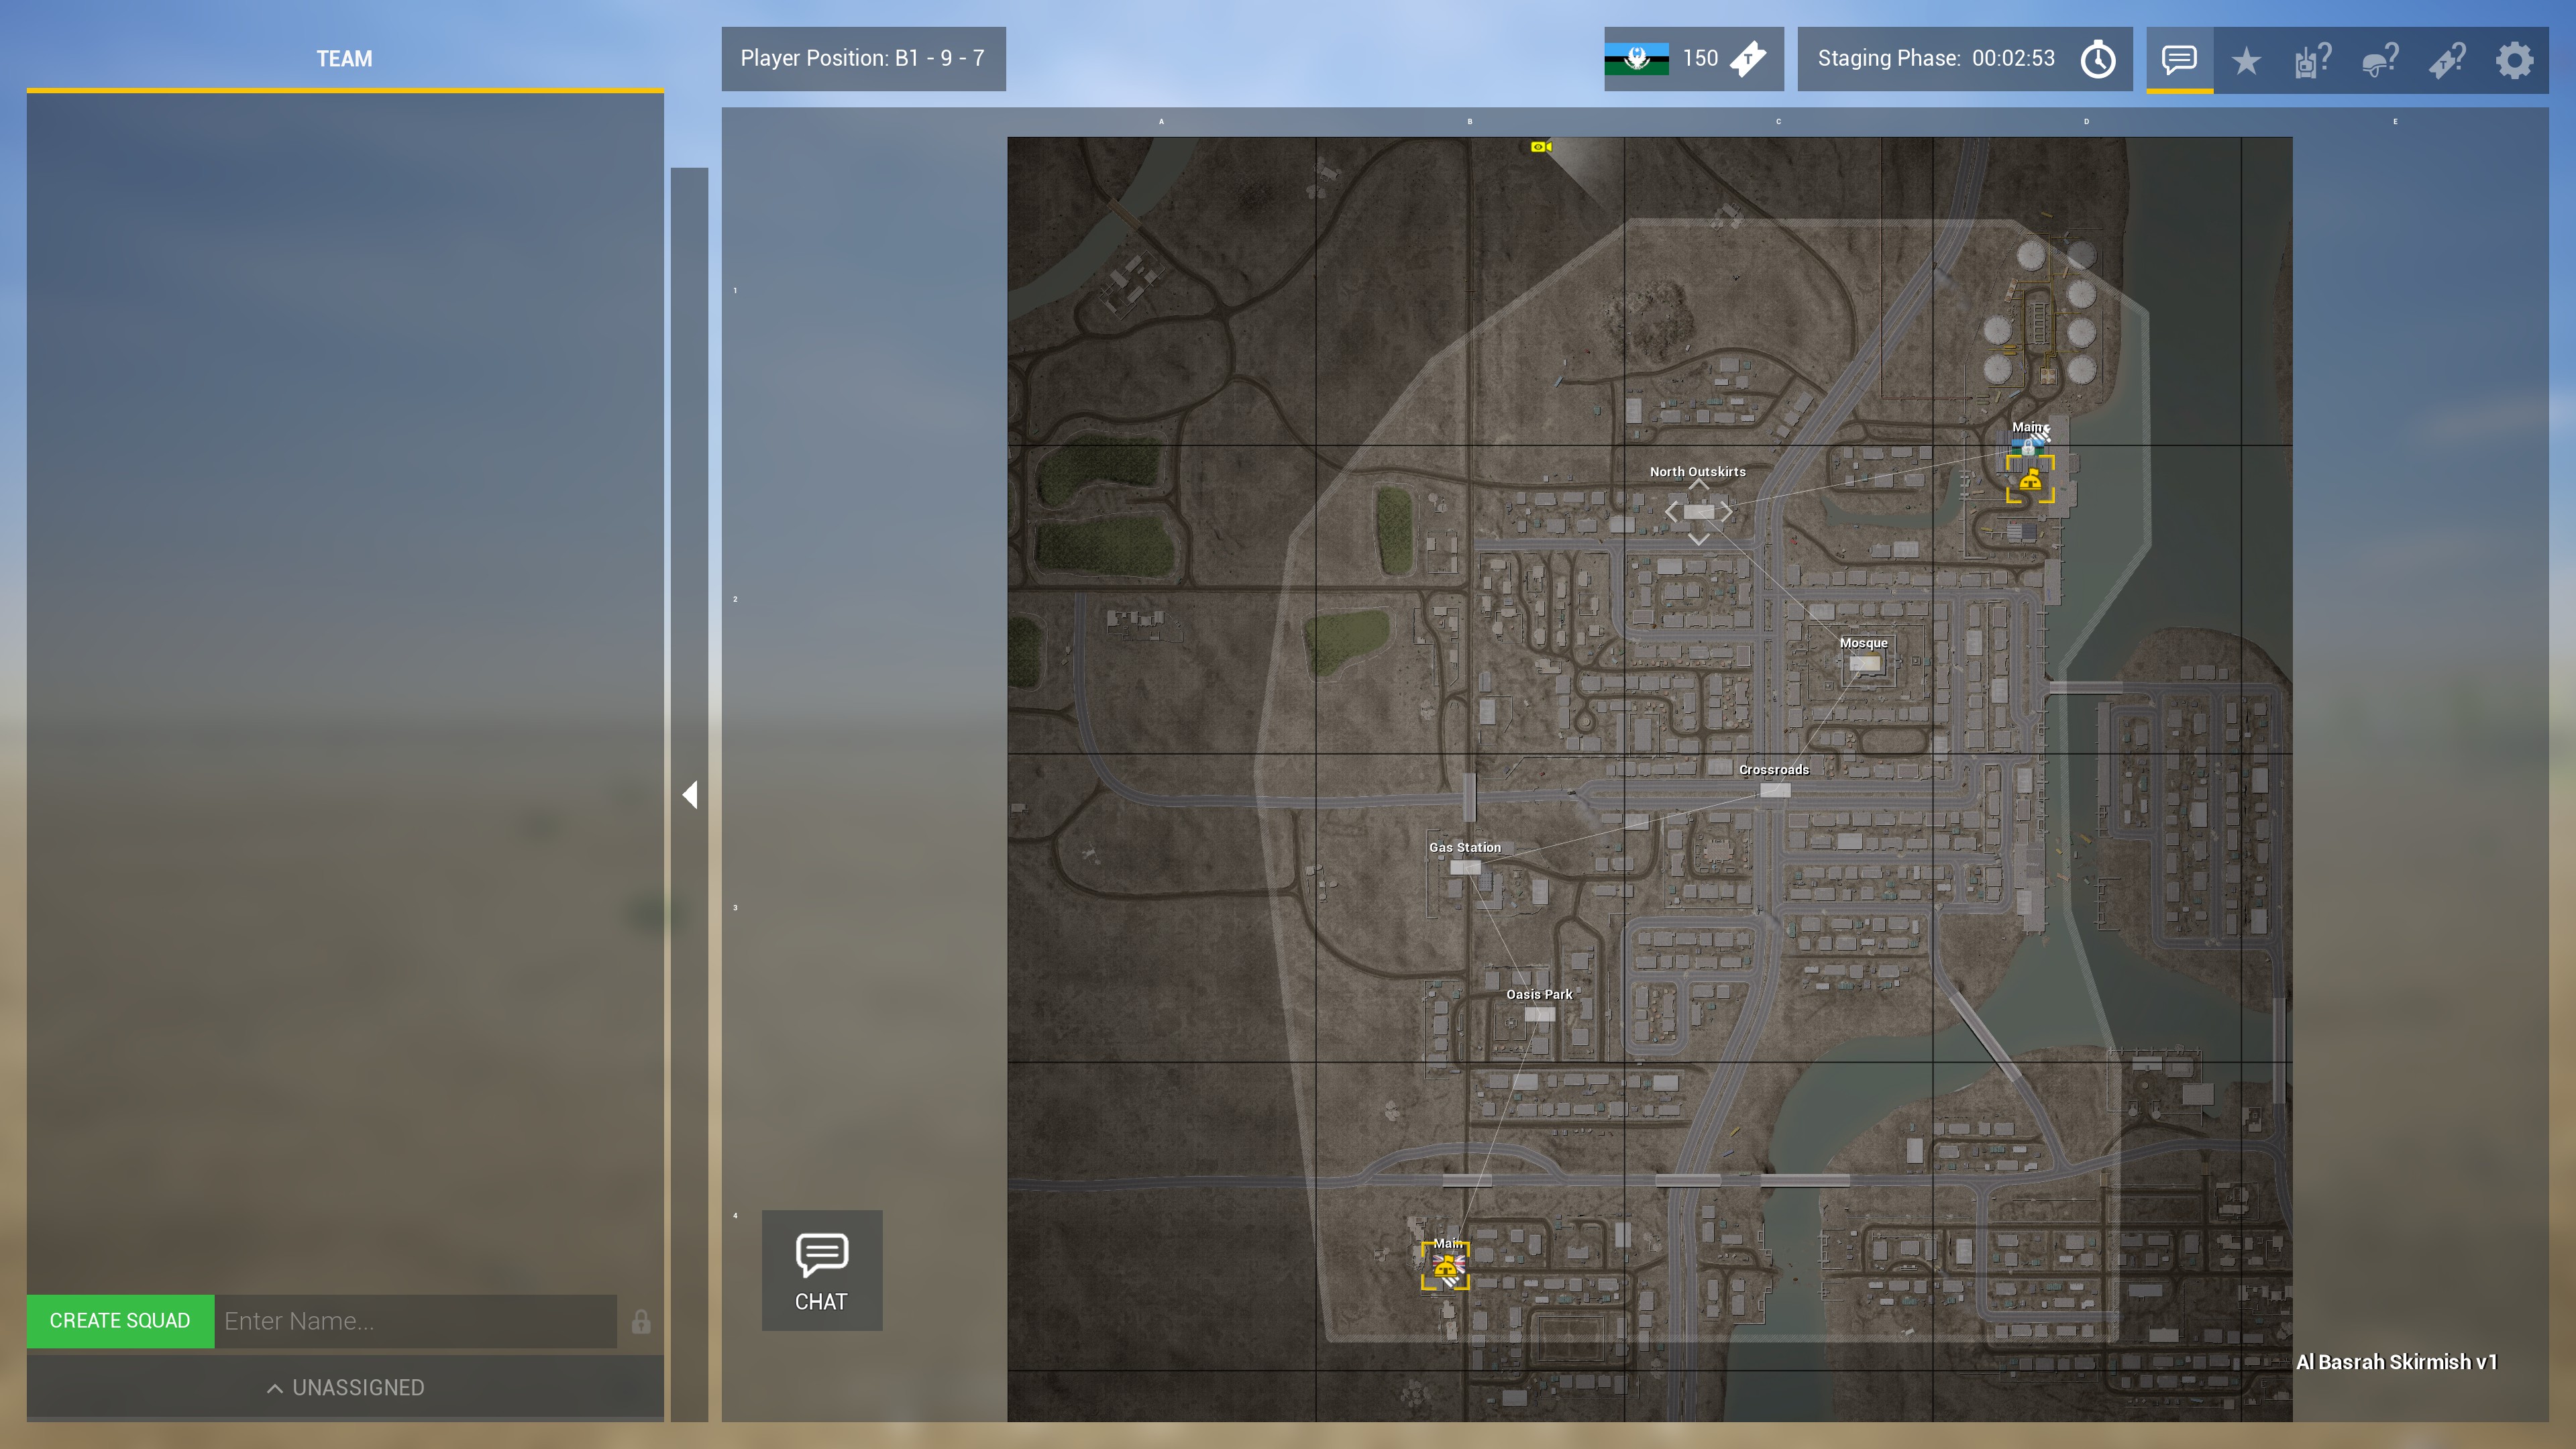 TEAM
Player Position: B1 - 9 - 7
150
T
Staging Phase: 00:02:53
?
?
T?
A
B
C
D
E
1
Main
North Outskirts
2
Mosque
Crossroads
Gas Station
3
Oasis Park
4
Main
CHAT
CREATE SQUAD
Enter Name...
Al Basrah Skirmish v1
UNASSIGNED